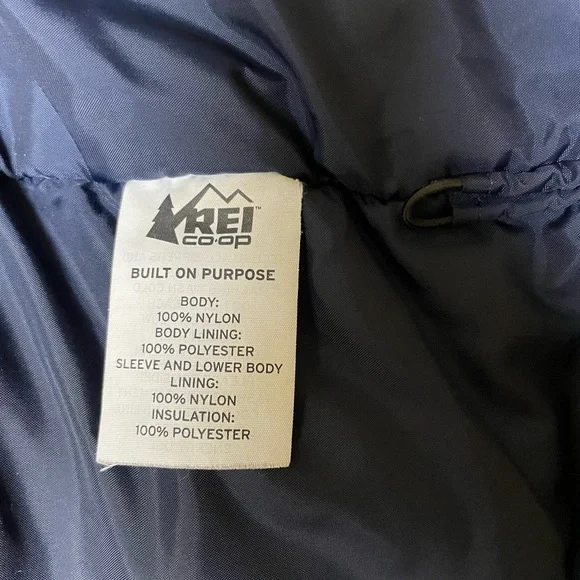 REI™
CO·OP
BUILT ON PURPOSE
BODY:
100% NYLON
BODY LINING:
100% POLYESTER
SLEEVE AND LOWER BODY
LINING:
100% NYLON
INSULATION:
100% POLYESTER